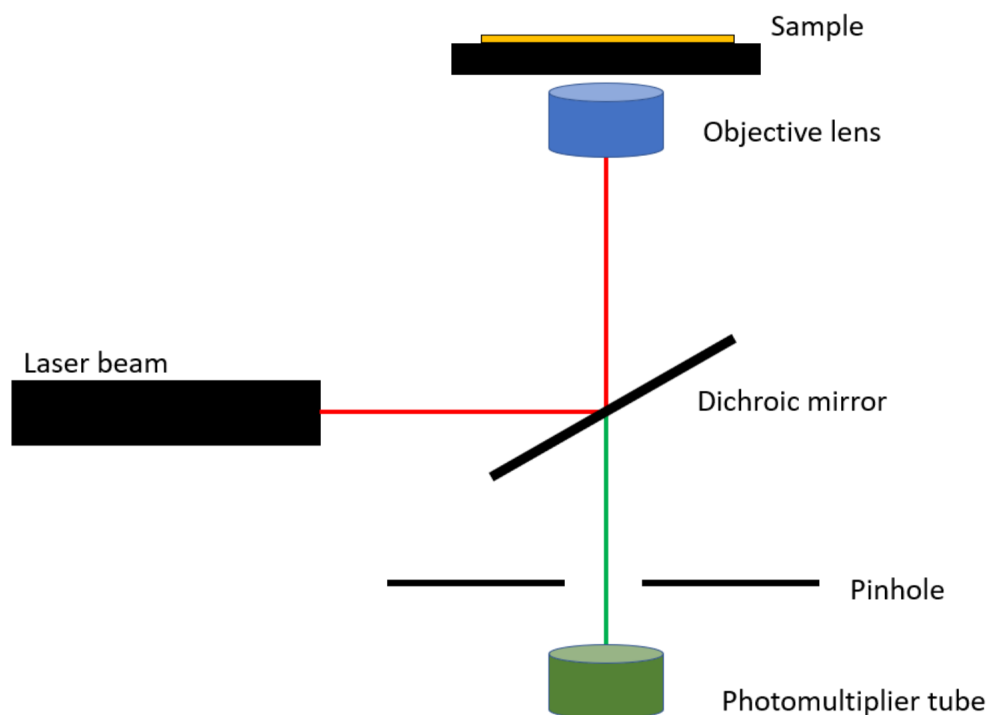 Sample
Objective lens
Laser beam
Dichroic mirror
Pinhole
Photomultiplier tube